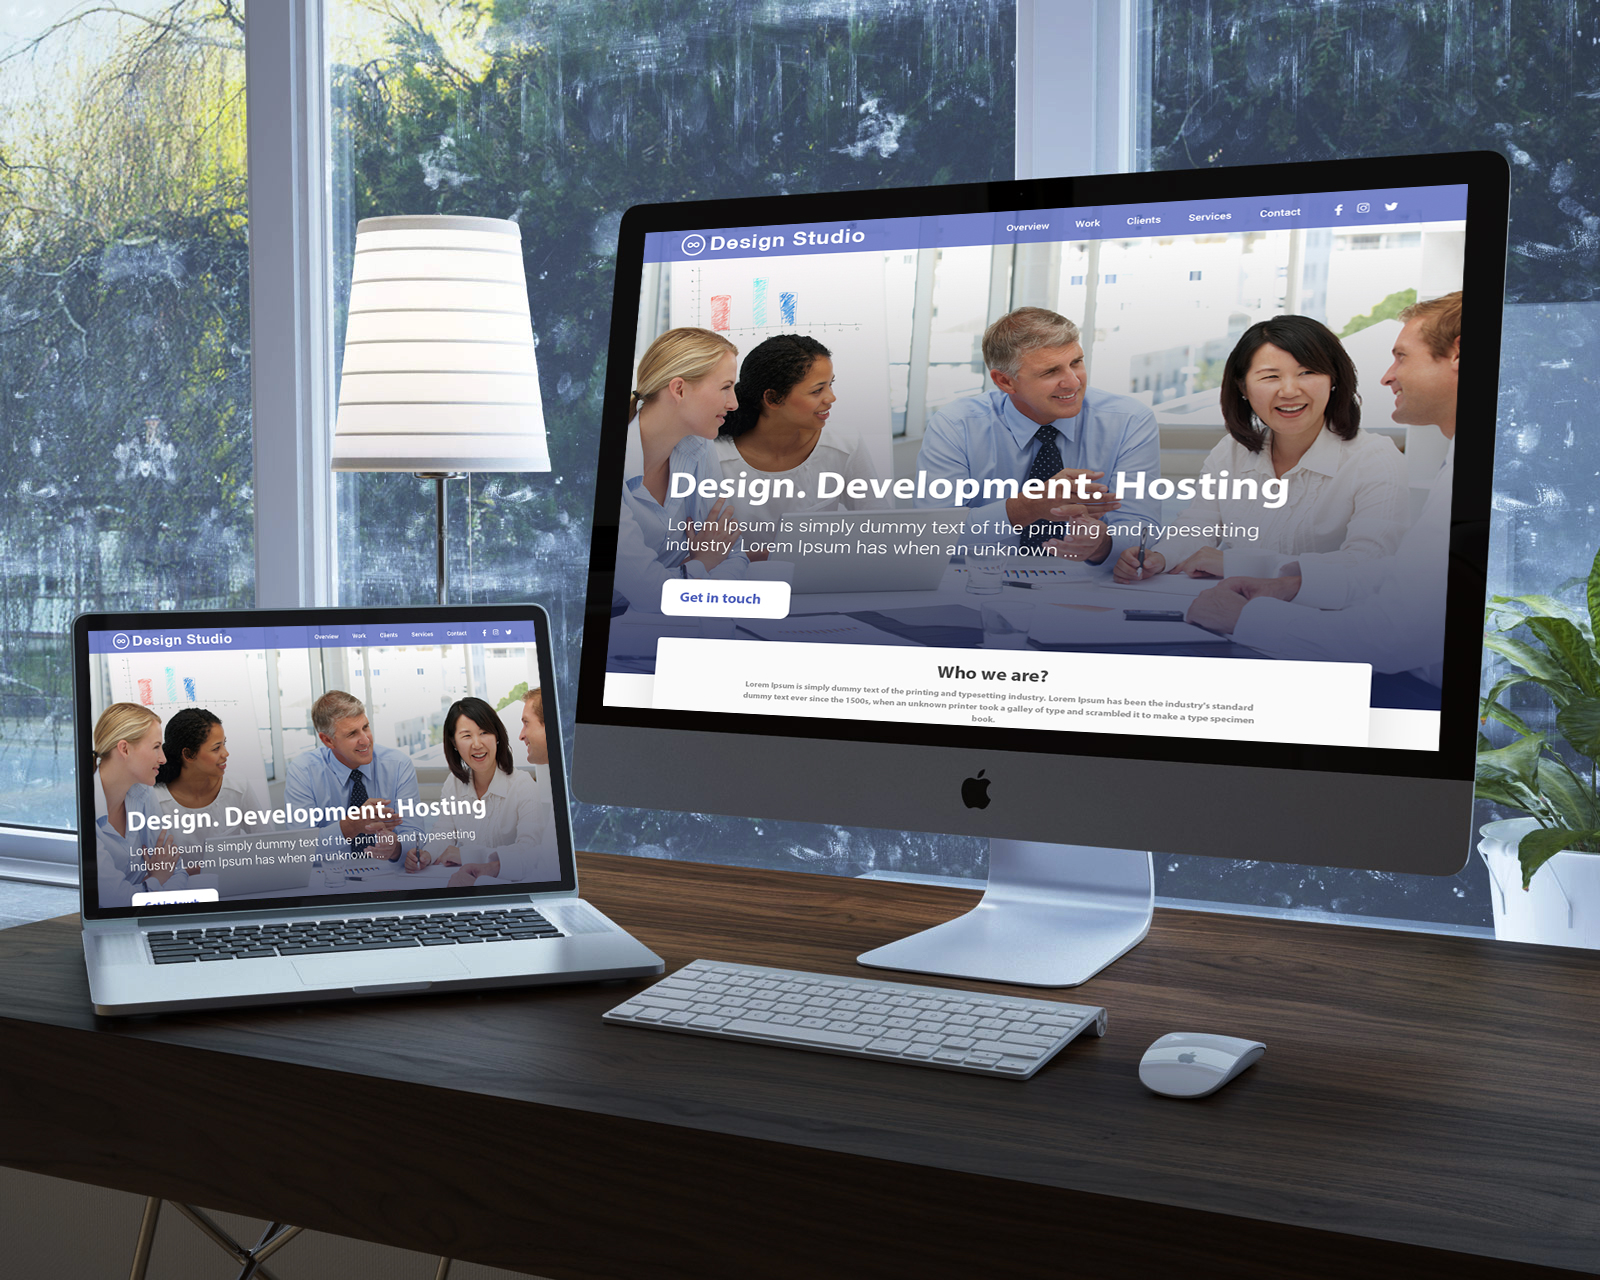 Design Studio
Overview Work Clients Services Contact
Design. Development. Hosting
Lorem Ipsum is simply dummy text of the printing and typesetting
industry. Lorem Ipsum has when an unknown ...
Get in touch
Who we are?
Lorem Ipsum is simply dummy text of the printing and typesetting industry. Lorem Ipsum has been the industry's standard
dummy text ever since the 1500s, when an unknown printer took a galley of type and scrambled it to make a type specimen
book.
Design Studio
Overview Work Clients Services Contact
Design. Development. Hosting
Lorem Ipsum is simply dummy text of the printing and typesetting
industry. Lorem Ipsum has when an unknown ...
Get in touch